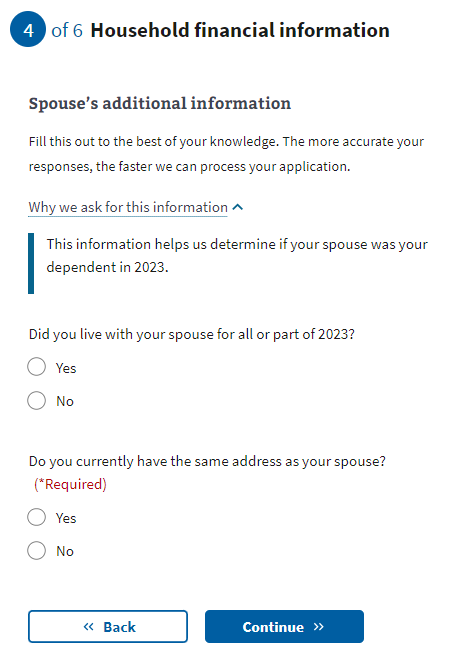 4 of 6 Household financial information
Spouse’s additional information
Fill this out to the best of your knowledge. The more accurate your
responses, the faster we can process your application.
Why we ask for this information
This information helps us determine if your spouse was your
dependent in 2023.
Did you live with your spouse for all or part of 2023?
Yes
No
Do you currently have the same address as your spouse?
(*Required)
Yes
No
« Back
Continue »